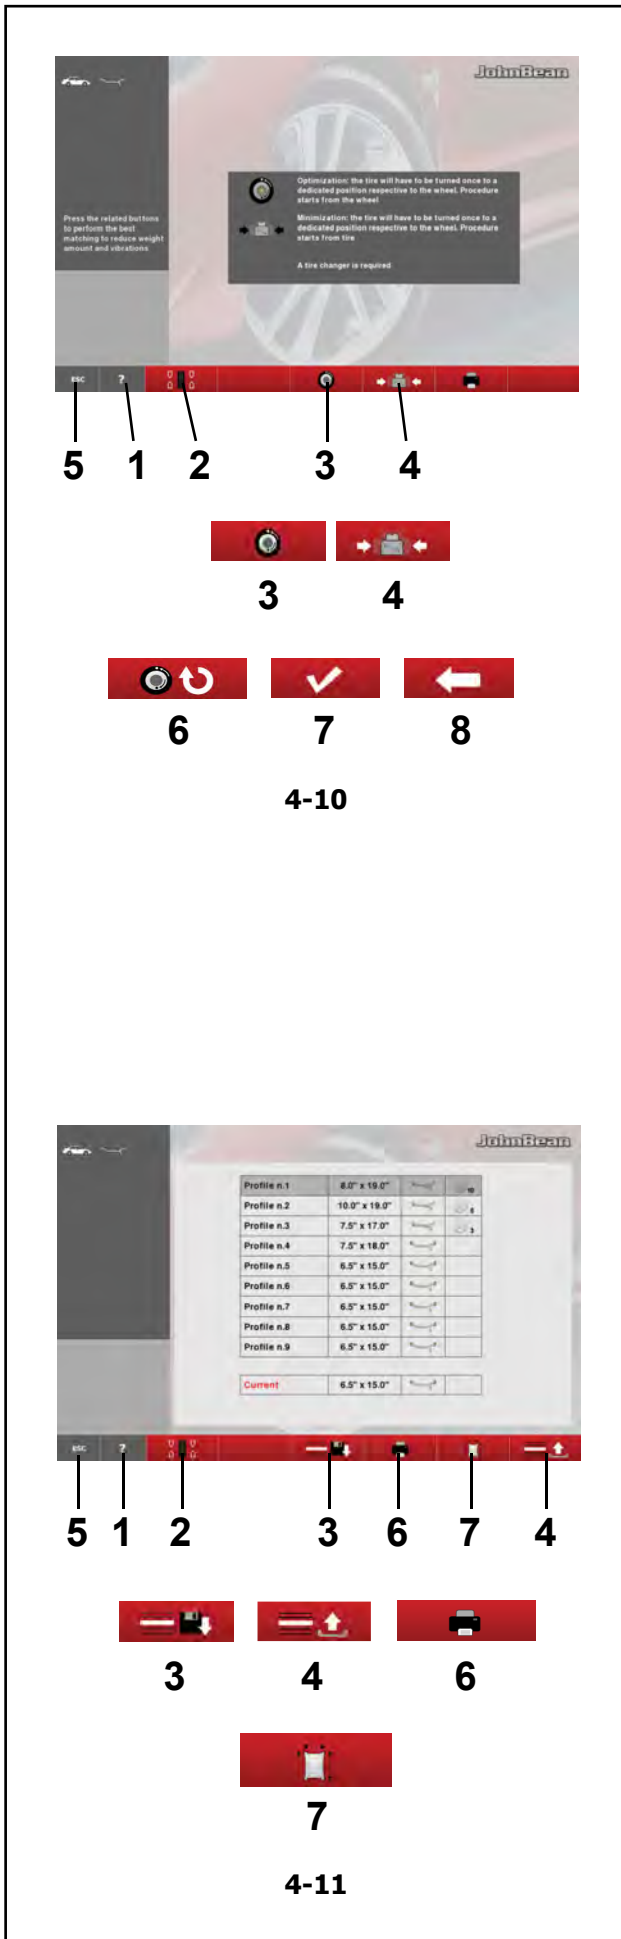 JohnBean
Optimization: the tire will have to be turned once to a
dedicated position respective to the wheel. Procedure
starts from the wheel
Minimization: the tire will have to be turned once to a
dedicated position respective to the wheel. Procedure
starts from tire
A tire changer is required
Press the related buttons
to perform the best
matching to reduce weight
amount and vibrations
ESC ?
5 1 2 3 4
3 4
6 7 8
4-10
JohnBean
Profile n.1 8.0" x 19.0" 10
Profile n.2 10.0" x 19.0"
Profile n.3 7.5" x 17.0" 3
Profile n.4 7.5" x 18.0"
Profile n.5 6.5" x 15.0"
Profile n.6 6.5" x 15.0"
Profile n.7 6.5" x 15.0"
Profile n.8 6.5" x 15.0"
Profile n.9 6.5" x 15.0"
Current 6.5" x 15.0"
ESC ?
5 1 2 3 6 7 4
3 4 6
7
4-11